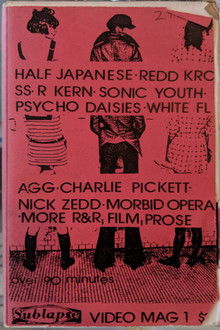 HALF JAPANESE·REDD KRO
SS·R KERN·SONIC YOUTH·
PSYCHO DAISIES·WHITE FL
AGG·CHARLIE PICKETT·
NICK ZEDD·MORBID OPERA
·MORE R&R, FILM, PROSE
over 90 minutes
Sublapse VIDEO MAG 1 $